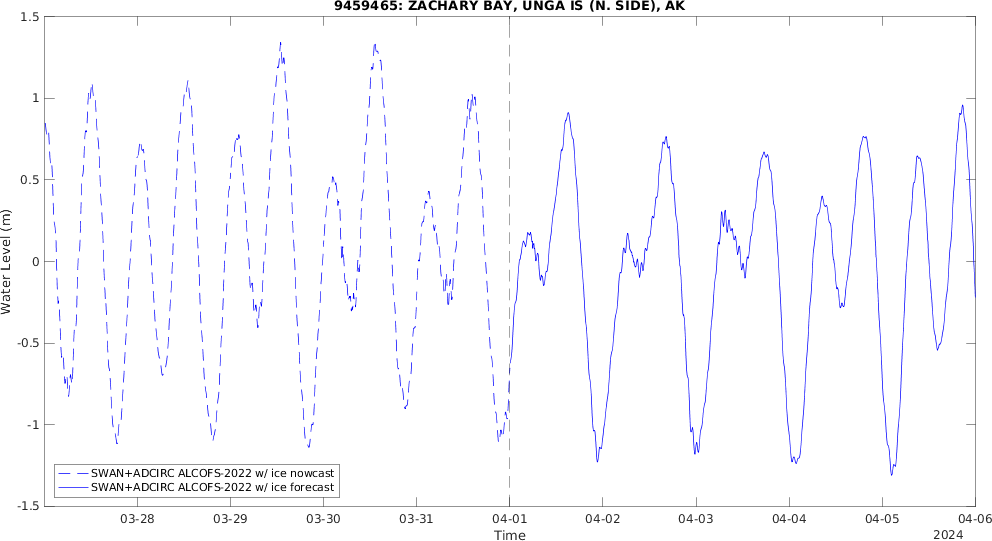 9459465: ZACHARY BAY, UNGA IS (N. SIDE), AK
1.5
1
0.5
0
-0.5
-1
-1.5
Water Level (m)
SWAN+ADCIRC ALCOFS-2022 w/ ice nowcast
SWAN+ADCIRC ALCOFS-2022 w/ ice forecast
03-28 03-29 03-30 03-31 04-01 04-02 04-03 04-04 04-05 04-06
Time
2024